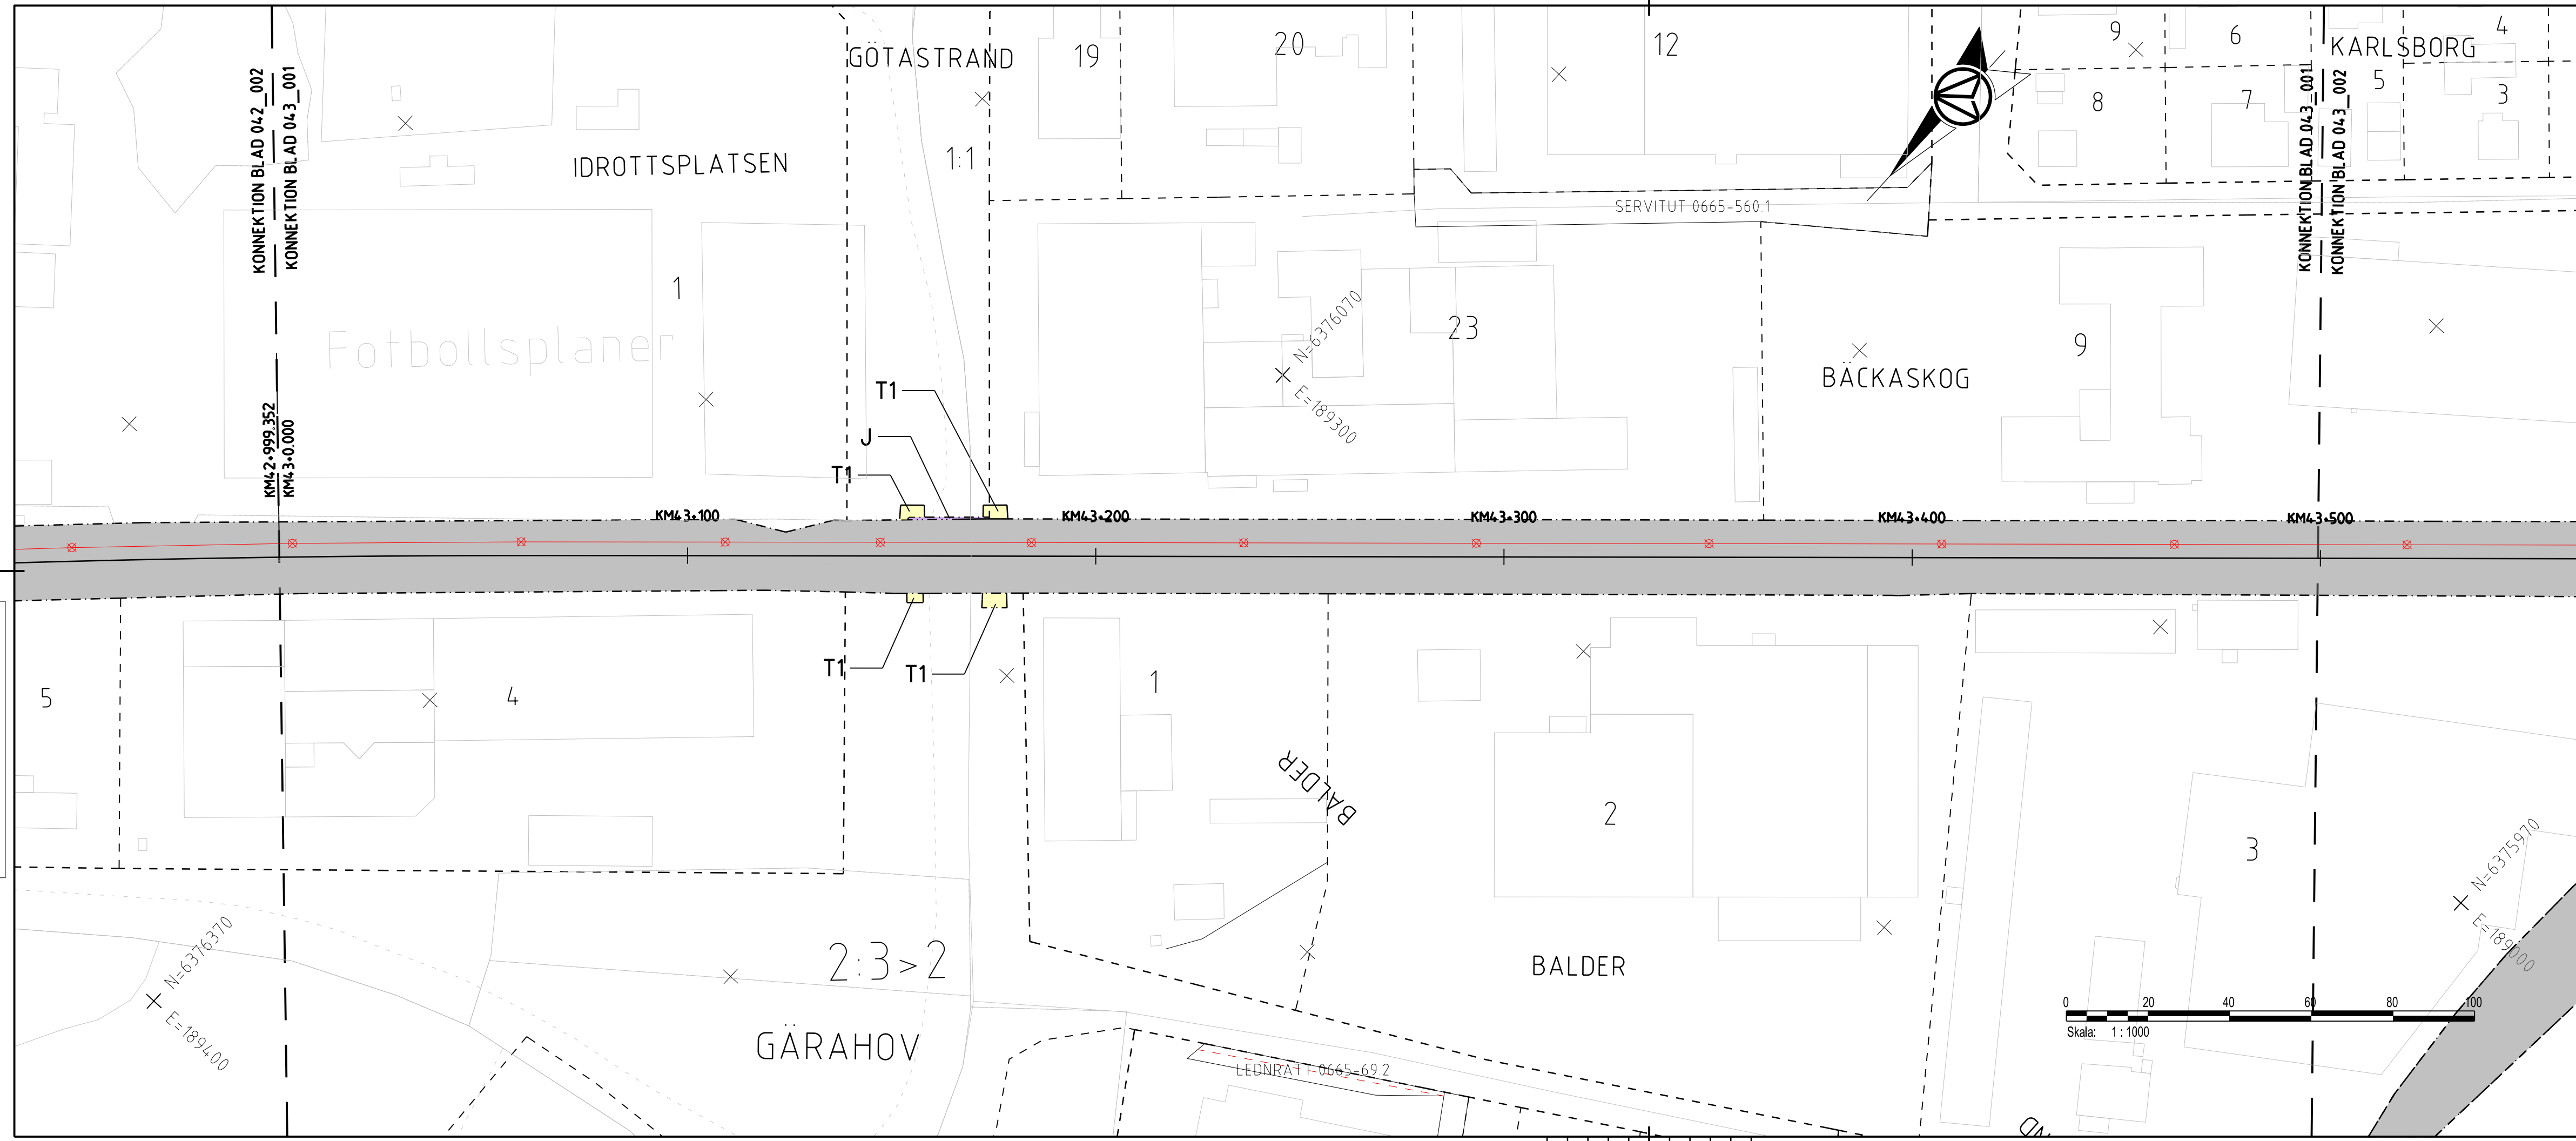 KONNEKTION BLAD 042_002
KONNEKTION BLAD 043_001
GÖTASTRAND
19
20
12
9
6
KARLSBORG
4
5
3
8
7
KONNEKTION BLAD 043_001
KONNEKTION BLAD 043_002
IDROTTSPLATSEN
1:1
SERVITUT 0665-560.1
1
Fotbollsplaner
N=6376070
E=189300
23
BÄCKASKOG
9
T1
J
T1
KM42+999.352
KM43+0.000
KM43+100
KM43+200
KM43+300
KM43+400
KM43+500
T1
T1
5
4
1
BALDER
2
3
N=6375970
E=189000
N=6376370
E=189400
2:3>2
BALDER
GÄRAHOV
0 20 40 60 80 100
Skala: 1 : 1000
LEDNRÄTT 0665-69.2